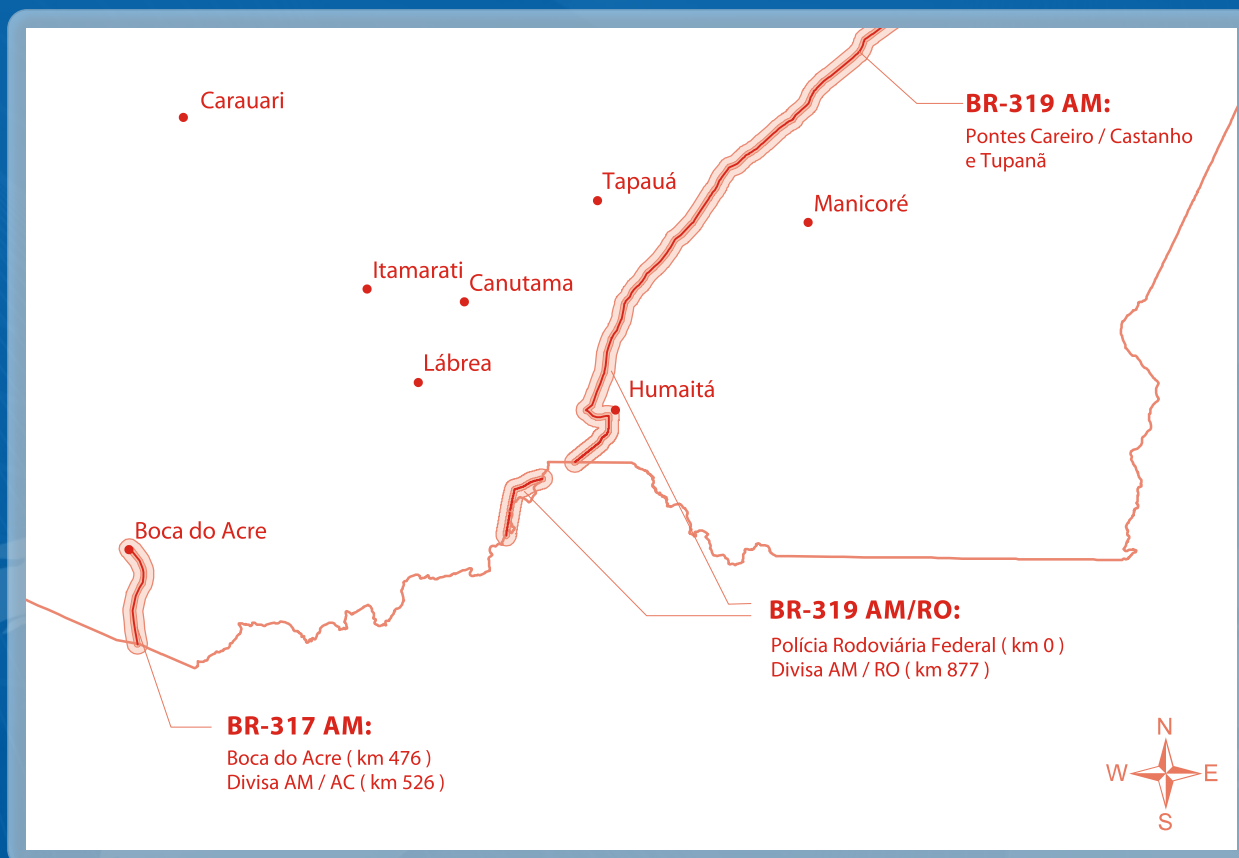 Carauari
BR-319 AM:
Pontes Careiro / Castanho
e Tupanã
Tapauá
Manicoré
Itamarati
Canutama
Lábrea
Humaitá
Boca do Acre
BR-319 AM/RO:
Polícia Rodoviária Federal ( km 0 )
Divisa AM / RO ( km 877 )
BR-317 AM:
Boca do Acre ( km 476 )
Divisa AM / AC ( km 526 )
N
W E
S